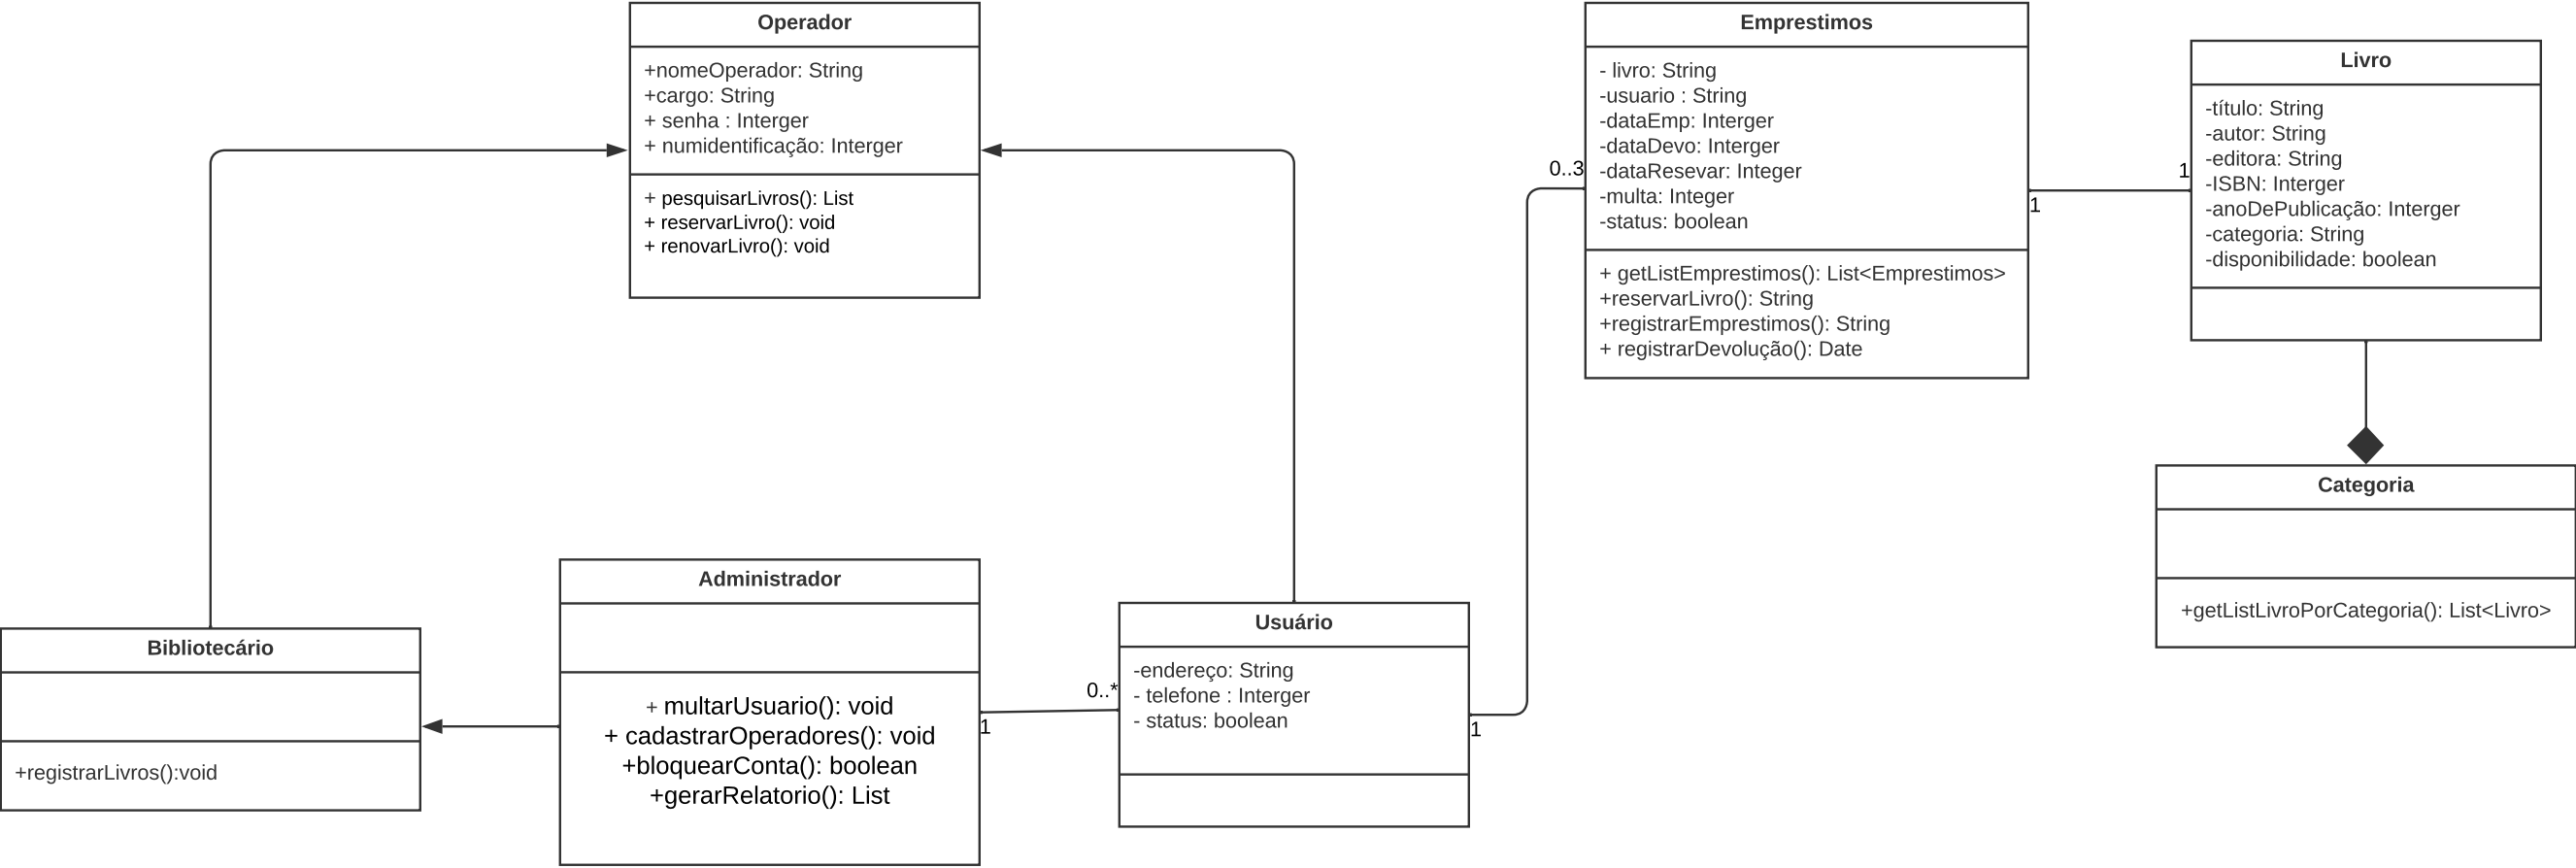 Operador
+nomeOperador: String
+cargo: String
+ senha : Interger
+ numidentificação: Interger
+ pesquisarLivros(): List
+ reservarLivro(): void
+ renovarLivro(): void
Emprestimos
- livro: String
-usuario : String
-dataEmp: Interger
-dataDevo: Interger
-dataResevar: Integer
-multa: Integer
-status: boolean
+ getListEmprestimos(): List<Emprestimos>
+reservarLivro(): String
+registrarEmprestimos(): String
+ registrarDevolução(): Date
0..3
1
1
Livro
-título: String
-autor: String
-editora: String
-ISBN: Interger
-anoDePublicação: Interger
-categoria: String
-disponibilidade: boolean
Categoria
+getListLivroPorCategoria(): List<Livro>
Bibliotecário
+registrarLivros():void
Administrador
+ multarUsuario(): void
+ cadastrarOperadores(): void
+bloquearConta(): boolean
+gerarRelatorio(): List
0..*
1
Usuário
-endereço: String
- telefone : Interger
- status: boolean
1